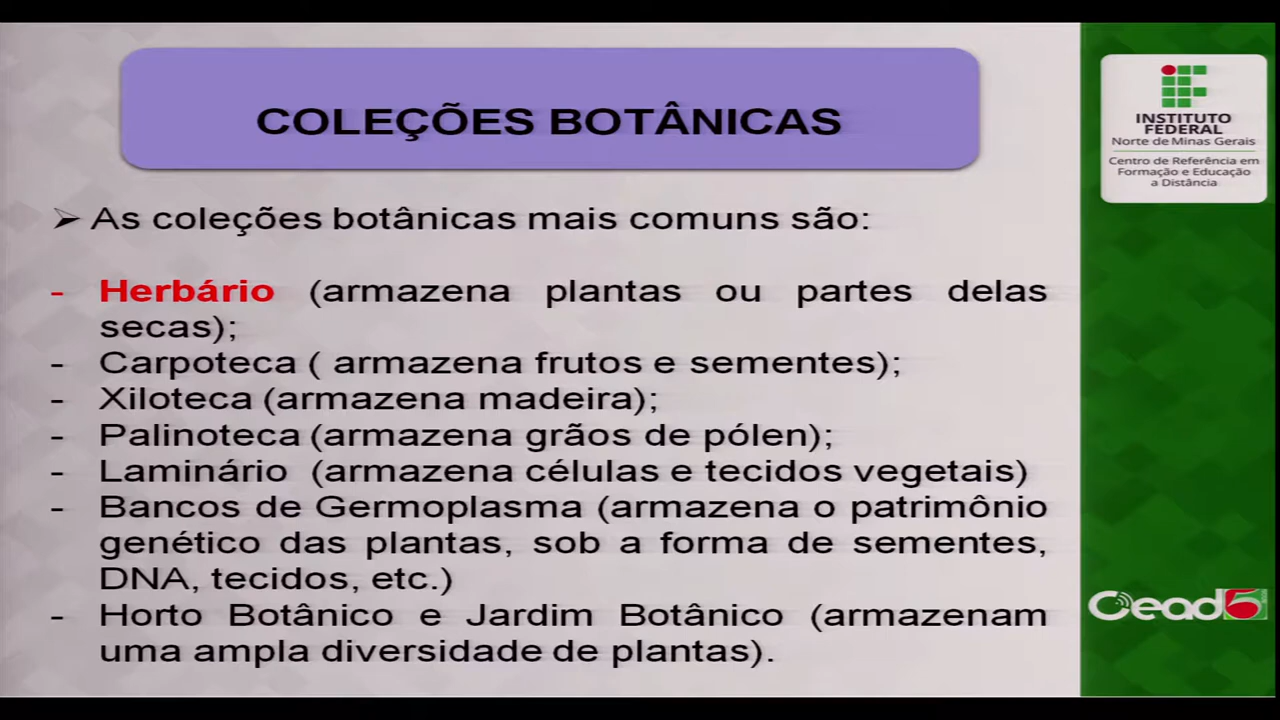 COLEÇÕES BOTÂNICAS
INSTITUTO
FEDERAL
Norte de Minas Gerais
Centro de Referência em
Formação e Educação
a Distância
➢ As coleções botânicas mais comuns são:
- Herbário (armazena plantas ou partes delas
secas);
- Carpoteca ( armazena frutos e sementes);
- Xiloteca (armazena madeira);
- Palinoteca (armazena grãos de pólen);
- Laminário (armazena células e tecidos vegetais)
- Bancos de Germoplasma (armazena o patrimônio
genético das plantas, sob a forma de sementes,
DNA, tecidos, etc.)
- Horto Botânico e Jardim Botânico (armazenam
uma ampla diversidade de plantas).
Cead5